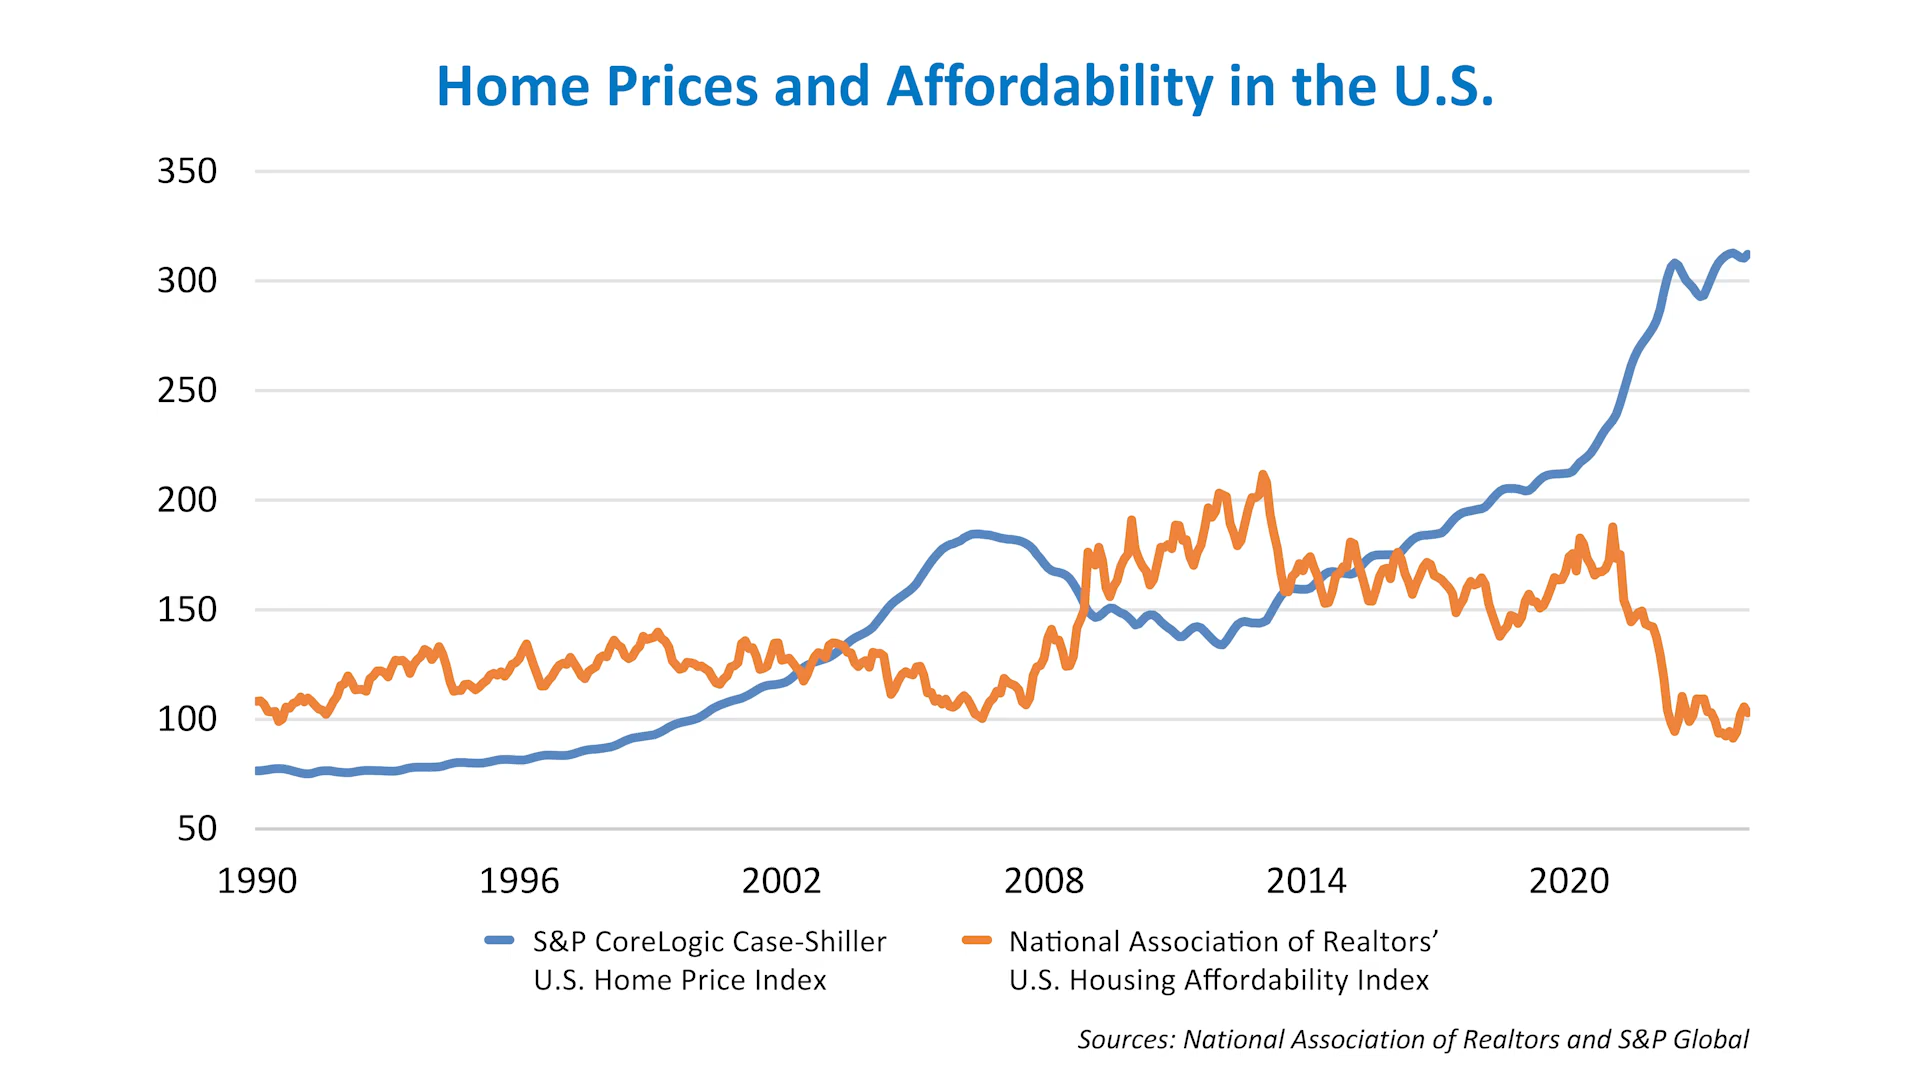 Home Prices and Affordability in the U.S.
350
300
250
200
150
100
50
1990 1996 2002 2008 2014 2020
S&P CoreLogic Case-Shiller
U.S. Home Price Index
National Association of Realtors’
U.S. Housing Affordability Index
Sources: National Association of Realtors and S&P Global